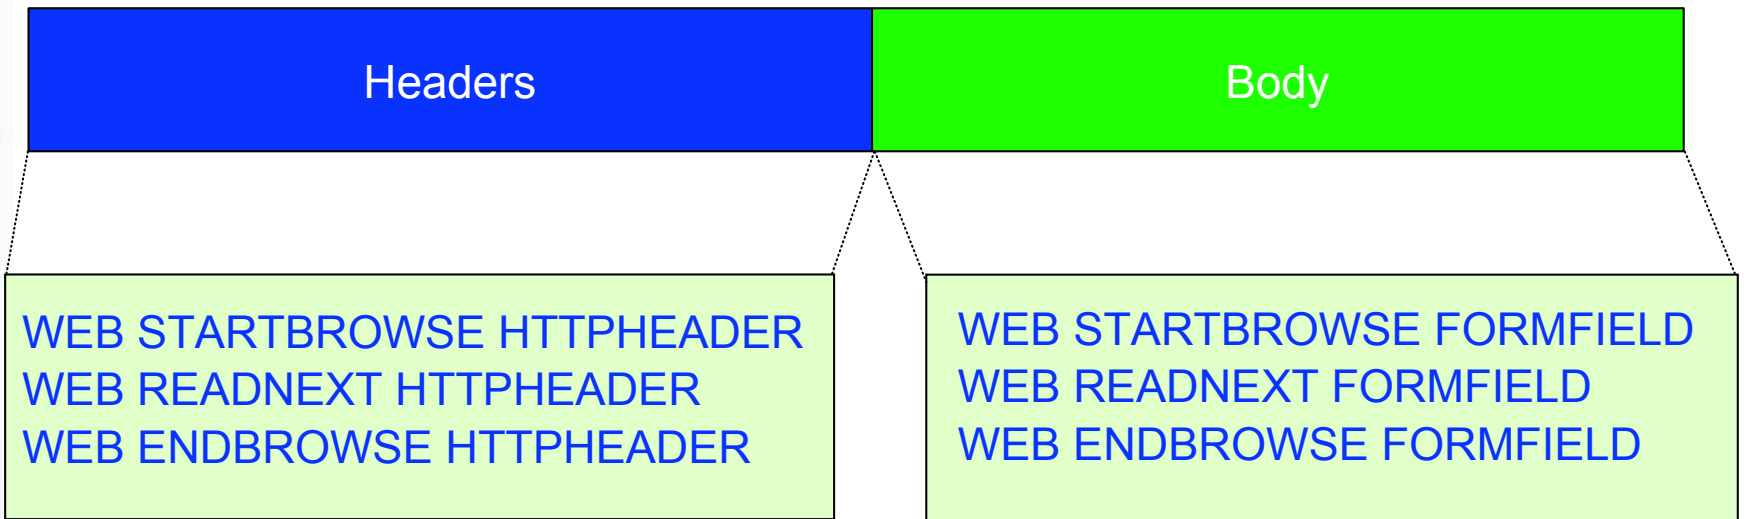 Headers
Body
WEB STARTBROWSE HTTPHEADER
WEB READNEXT HTTPHEADER
WEB ENDBROWSE HTTPHEADER
WEB STARTBROWSE FORMFIELD
WEB READNEXT FORMFIELD
WEB ENDBROWSE FORMFIELD